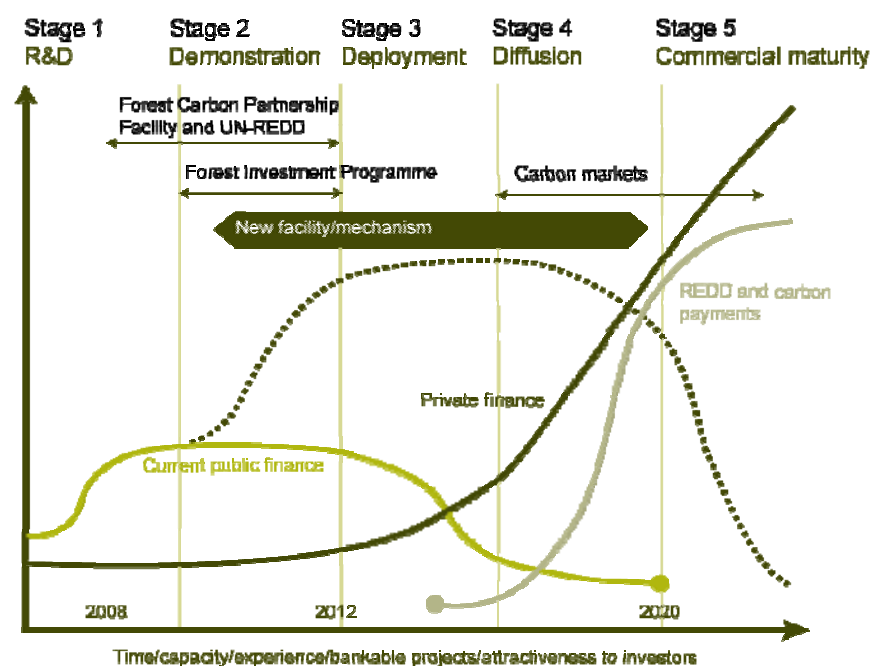 Stage 1
R&D
Stage 2
Demonstration
Stage 3
Deployment
Stage 4
Diffusion
Stage 5
Commercial maturity
Forest Carbon Partnership
Facility and UN-REDD
Forest Investment Programme
Carbon markets
New facility/mechanism
REDD and carbon
payments
Private finance
Current public finance
2008
2012
2020
Time/capacity/experience/bankable projects/attractiveness to investors